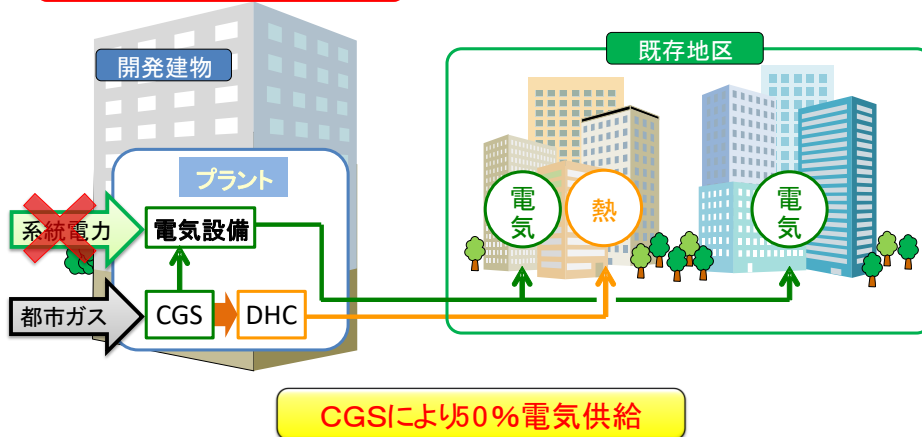 開発建物
既存地区
プラント
系統電力
電気設備
電気
熱
電気
都市ガス
CGS
DHC
CGSにより50%電気供給